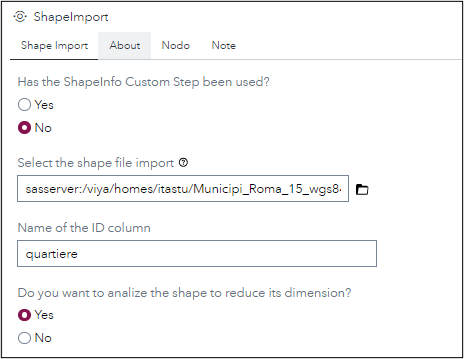 ShapeImport
Shape Import About Nodo Note
Has the ShapeInfo Custom Step been used?
Yes
No
Select the shape file import
sasserver:/viya/homes/itastu/Municipi_Roma_15_wgs84
Name of the ID column
quartiere
Do you want to analize the shape to reduce its dimension?
Yes
No